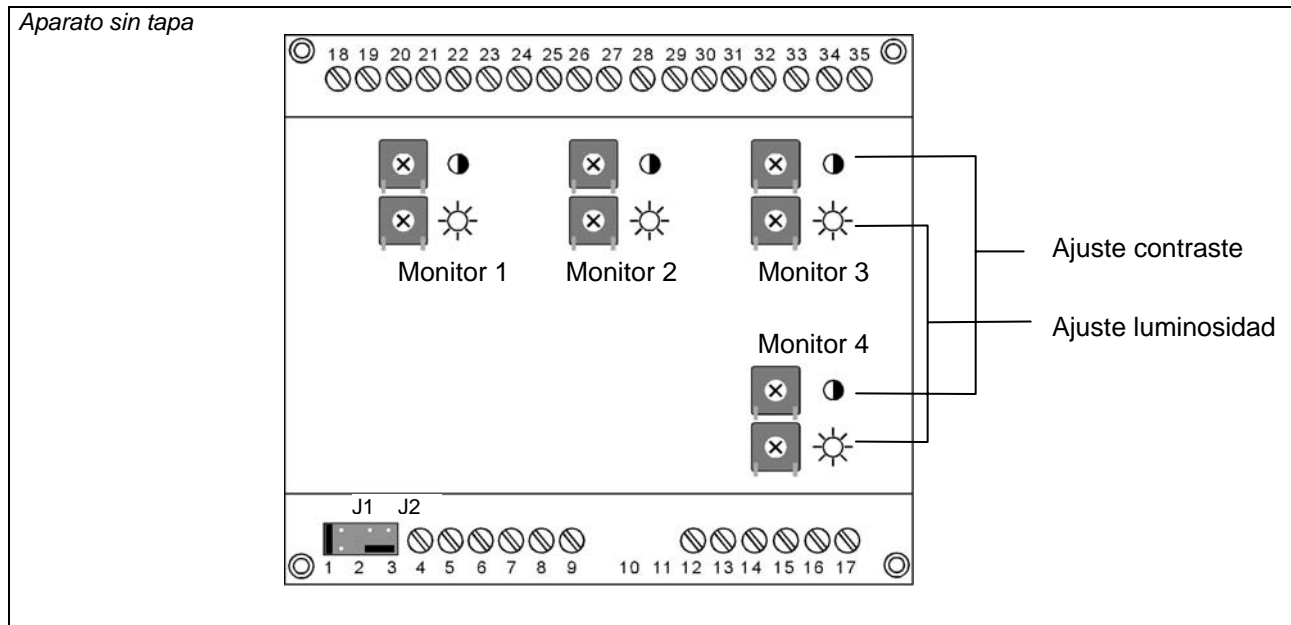 Aparato sin tapa
18 19 20 21 22 23 24 25 26 27 28 29 30 31 32 33 34 35
Monitor 1 Monitor 2 Monitor 3
Ajuste contraste
Ajuste luminosidad
Monitor 4
J1 J2
1 2 3 4 5 6 7 8 9 10 11 12 13 14 15 16 17